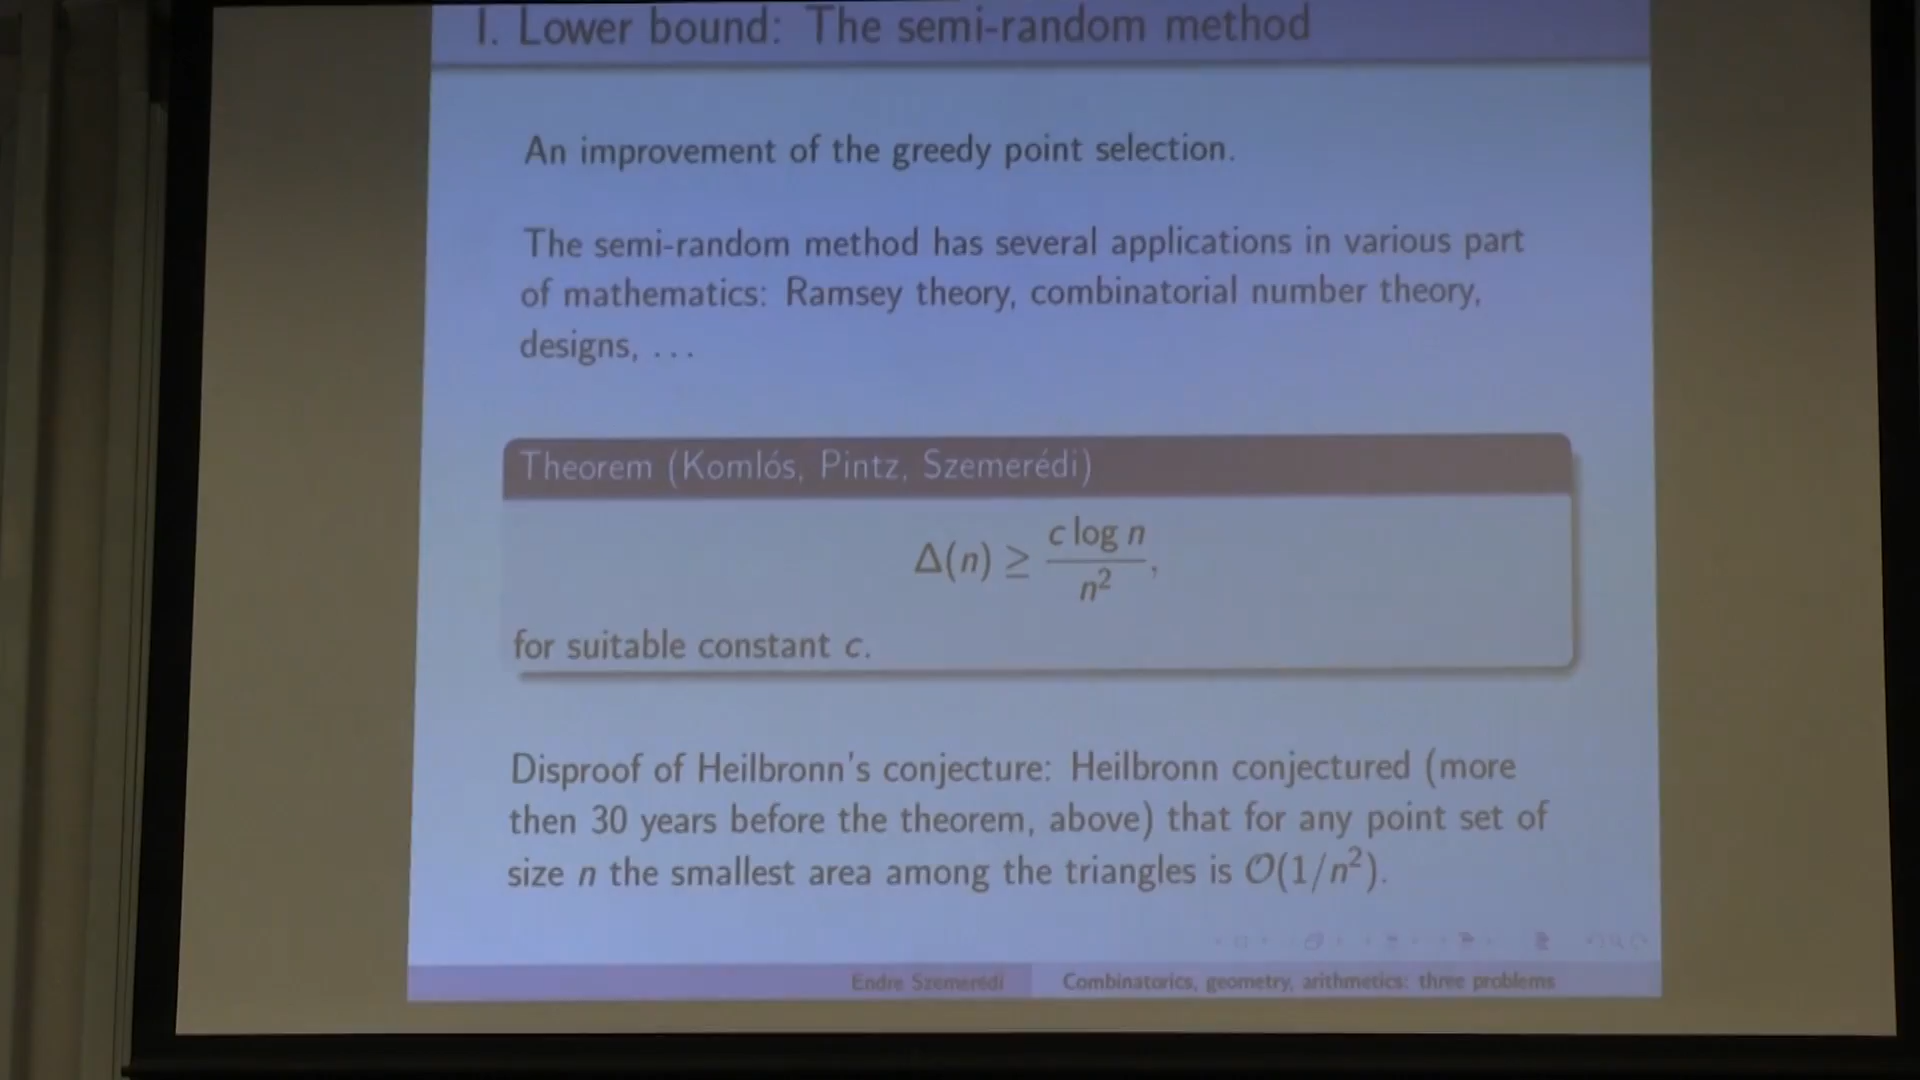 I. Lower bound: The semi-random method
An improvement of the greedy point selection.
The semi-random method has several applications in various part
of mathematics: Ramsey theory, combinatorial number theory,
designs, ...
Theorem (Komlós, Pintz, Szemerédi)
Δ(n) ≥ c log n / n²,
for suitable constant c.
Disproof of Heilbronn's conjecture: Heilbronn conjectured (more
then 30 years before the theorem, above) that for any point set of
size n the smallest area among the triangles is O(1/n²).
Endre Szemerédi Combinatorics, geometry, arithmetics: three problems